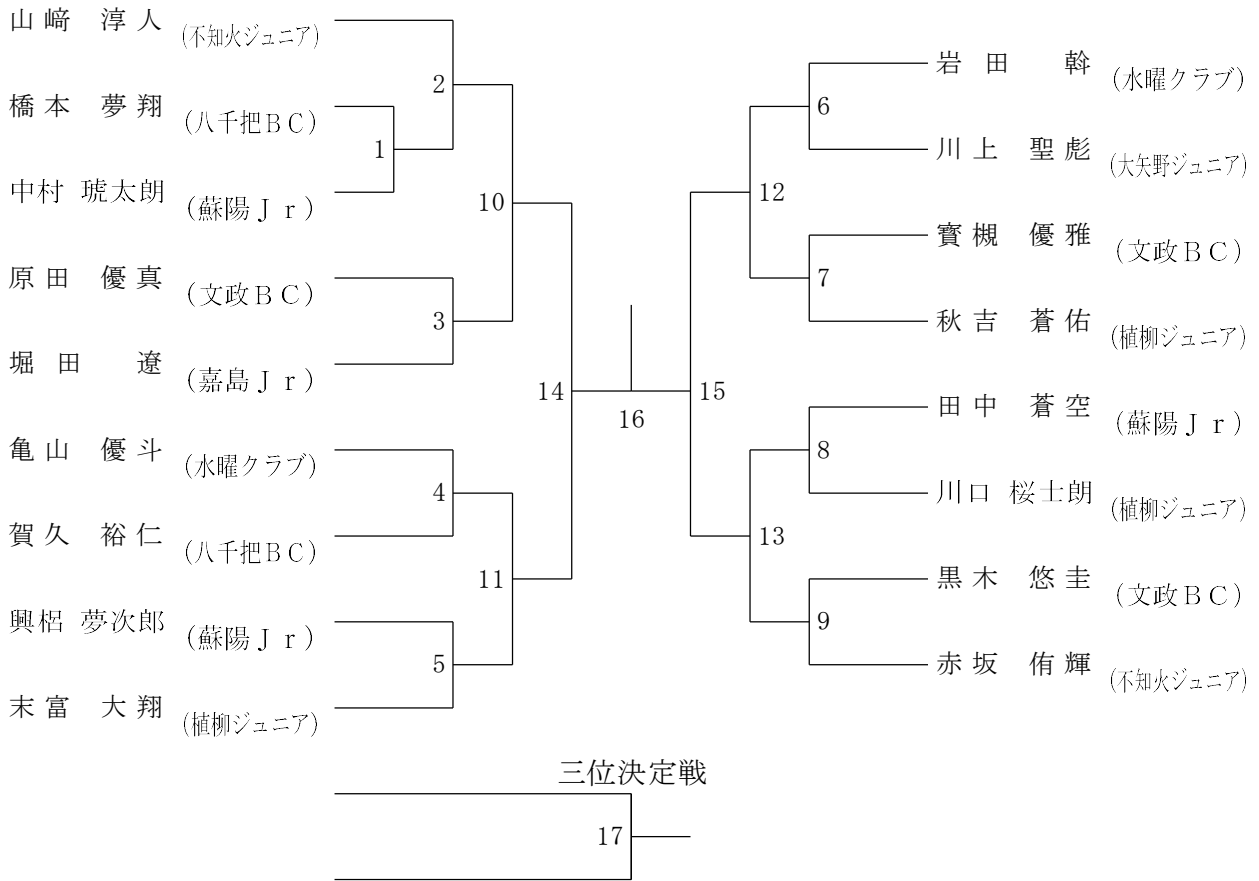 山﨑 淳人 (不知火ジュニア)
橋本 夢翔 (八千把BC)
中村 琥太朗 (蘇陽Jr)
原田 優真 (文政BC)
堀田 遼 (嘉島Jr)
亀山 優斗 (水曜クラブ)
賀久 裕仁 (八千把BC)
興梠 夢次郎 (蘇陽Jr)
末富 大翔 (植柳ジュニア)
1
2
3
4
5
10
11
14
16
15
12
13
6
7
8
9
岩田 幹 (水曜クラブ)
川上 聖彪 (大矢野ジュニア)
寳槻 優雅 (文政BC)
秋吉 蒼佑 (植柳ジュニア)
田中 蒼空 (蘇陽Jr)
川口 桜士朗 (植柳ジュニア)
黒木 悠圭 (文政BC)
赤坂 侑輝 (不知火ジュニア)
三位決定戦
17